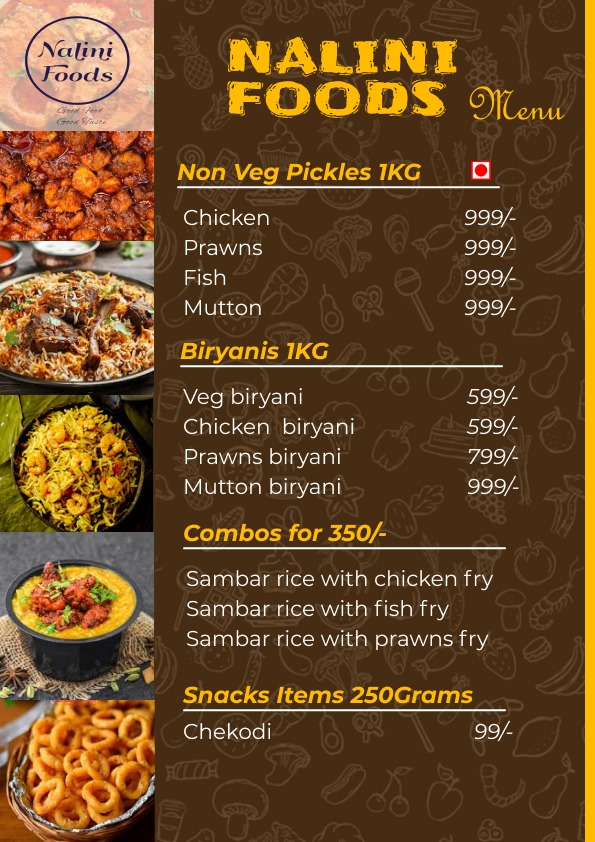 Nalini
Foods
Good Food
Good Taste
NALINI
FOODS
Menu
Non Veg Pickles 1KG
Chicken 999/-
Prawns 999/-
Fish 999/-
Mutton 999/-
Biryanis 1KG
Veg biryani 599/-
Chicken biryani 599/-
Prawns biryani 799/-
Mutton biryani 999/-
Combos for 350/-
Sambar rice with chicken fry
Sambar rice with fish fry
Sambar rice with prawns fry
Snacks Items 250Grams
Chekodi 99/-